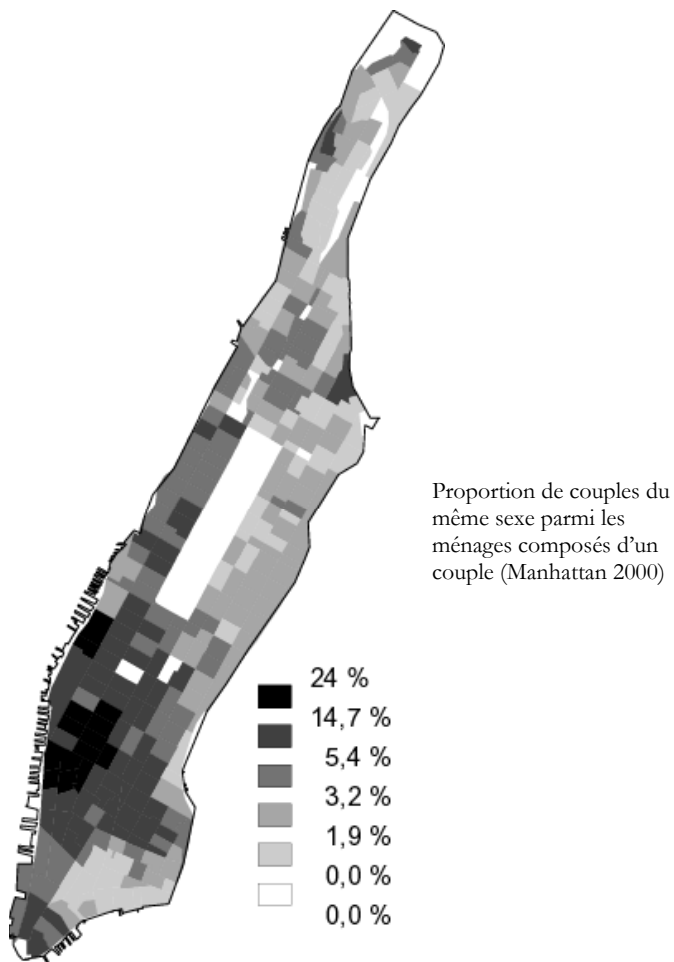 Proportion de couples du
même sexe parmi les
ménages composés d'un
couple (Manhattan 2000)
24 %
14,7 %
5,4 %
3,2 %
1,9 %
0,0 %
0,0 %